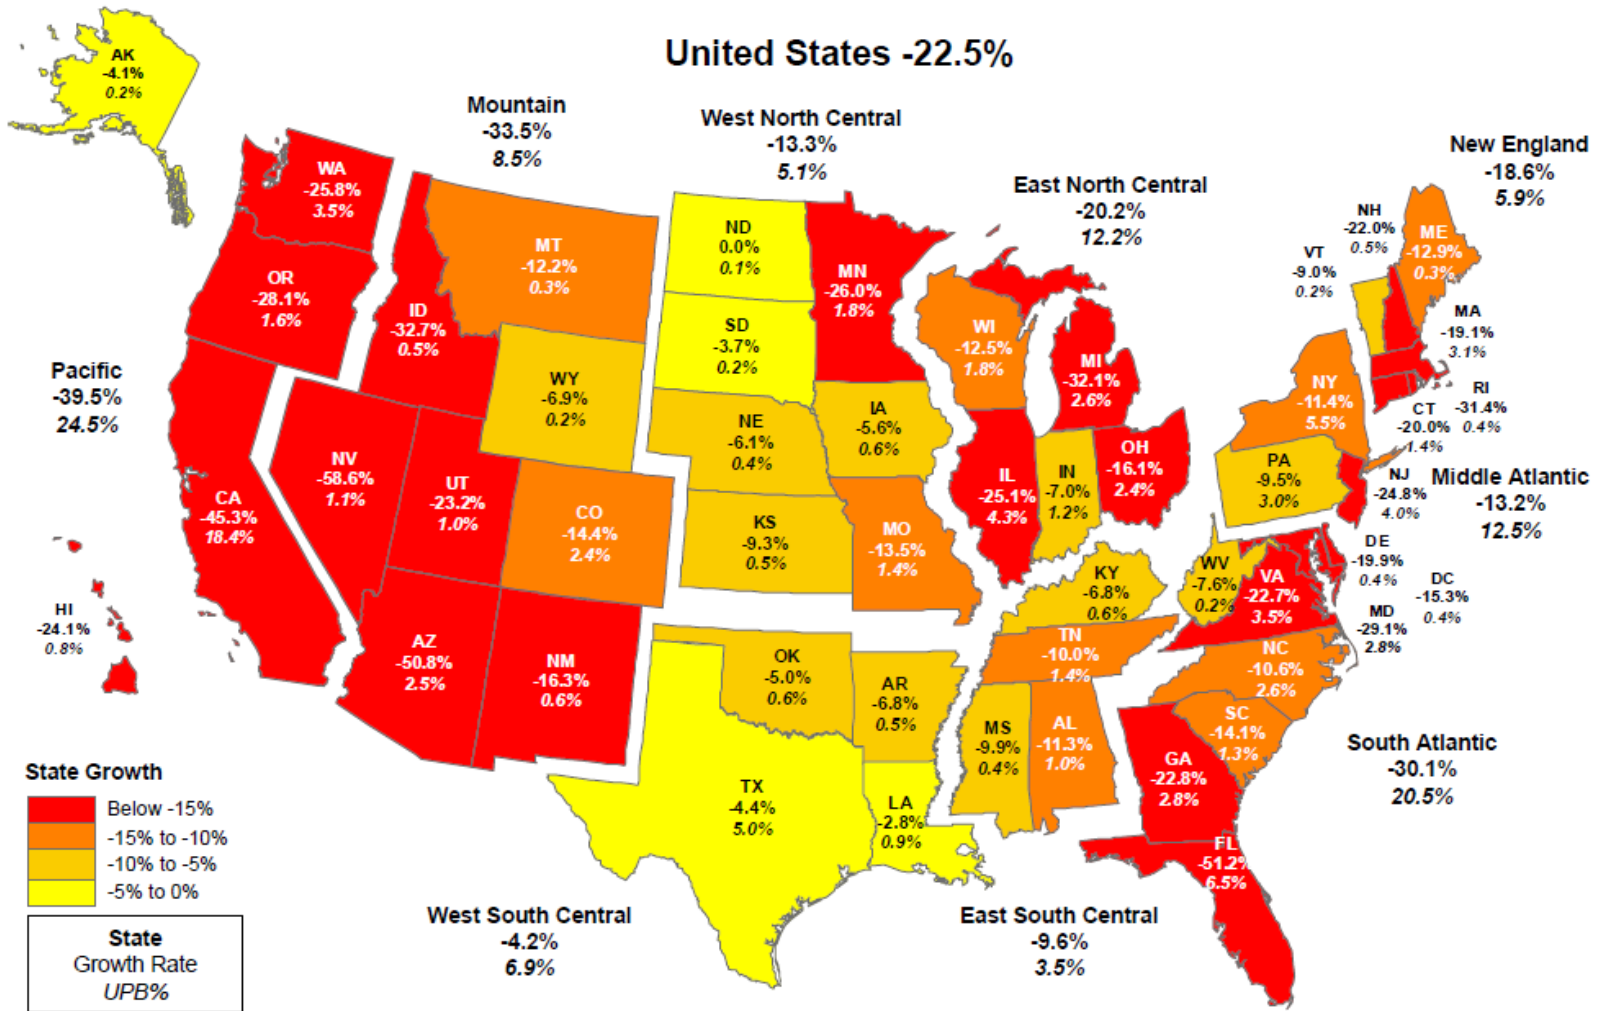 United States -22.5%
AK
-4.1%
0.2%
Mountain
-33.5%
8.5%
West North Central
-13.3%
5.1%
East North Central
-20.2%
12.2%
New England
-18.6%
5.9%
WA
-25.8%
3.5%
OR
-28.1%
1.6%
ID
-32.7%
0.5%
MT
-12.2%
0.3%
WY
-6.9%
0.2%
ND
0.0%
0.1%
SD
-3.7%
0.2%
MN
-26.0%
1.8%
WI
-12.5%
1.8%
MI
-32.1%
2.6%
NH
-22.0%
0.5%
VT
-9.0%
0.2%
ME
-12.9%
0.3%
MA
-19.1%
3.1%
RI
-31.4%
0.4%
CT
-20.0%
1.4%
NY
-11.4%
5.5%
Pacific
-39.5%
24.5%
CA
-45.3%
18.4%
NV
-58.6%
1.1%
UT
-23.2%
1.0%
CO
-14.4%
2.4%
NE
-6.1%
0.4%
IA
-5.6%
0.6%
KS
-9.3%
0.5%
MO
-13.5%
1.4%
IL
-25.1%
4.3%
IN
-7.0%
1.2%
OH
-16.1%
2.4%
PA
-9.5%
3.0%
NJ
-24.8%
4.0%
Middle Atlantic
-13.2%
12.5%
DE
-19.9%
0.4%
DC
-15.3%
0.4%
MD
-29.1%
2.8%
WV
-7.6%
0.2%
VA
-22.7%
3.5%
KY
-6.8%
0.6%
TN
-10.0%
1.4%
NC
-10.6%
2.6%
SC
-14.1%
1.3%
HI
-24.1%
0.8%
AZ
-50.8%
2.5%
NM
-16.3%
0.6%
OK
-5.0%
0.6%
AR
-6.8%
0.5%
MS
-9.9%
0.4%
AL
-11.3%
1.0%
GA
-22.8%
2.8%
South Atlantic
-30.1%
20.5%
TX
-4.4%
5.0%
LA
-2.8%
0.9%
FL
-51.2%
6.5%
West South Central
-4.2%
6.9%
East South Central
-9.6%
3.5%
State Growth
Below -15%
-15% to -10%
-10% to -5%
-5% to 0%
State
Growth Rate
UPB%